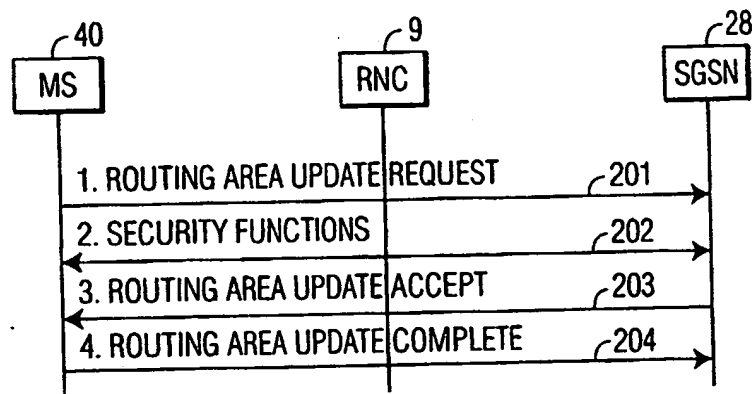 40
9
28
MS
RNC
SGSN
1. ROUTING AREA UPDATE REQUEST
201
2. SECURITY FUNCTIONS
202
3. ROUTING AREA UPDATE ACCEPT
203
4. ROUTING AREA UPDATE COMPLETE
204